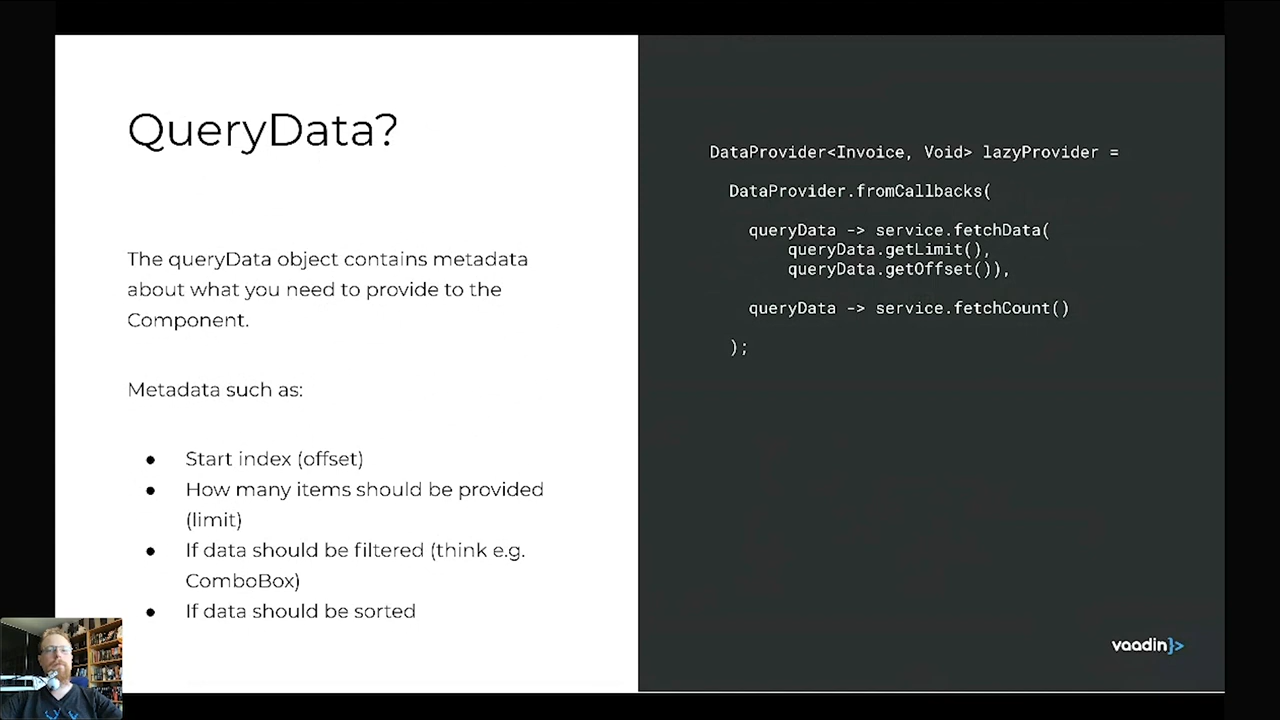 QueryData?
The queryData object contains metadata
about what you need to provide to the
Component.
Metadata such as:
● Start index (offset)
● How many items should be provided
(limit)
● If data should be filtered (think e.g.
ComboBox)
● If data should be sorted
DataProvider<Invoice, Void> lazyProvider =
DataProvider.fromCallbacks(
queryData -> service.fetchData(
queryData.getLimit(),
queryData.getOffset()),
queryData -> service.fetchCount()
);
vaadin}>